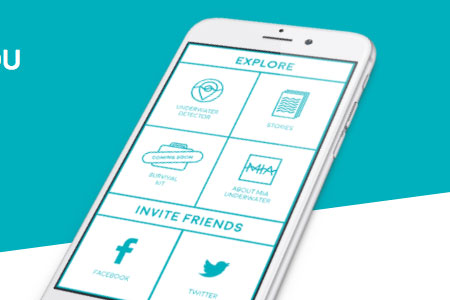 OU
EXPLORE
UNDERWATER
DETECTOR
STORIES
COMING SOON
SURVIVAL
KIT
MIA
ABOUT MIA
UNDERWATER
INVITE FRIENDS
FACEBOOK
TWITTER